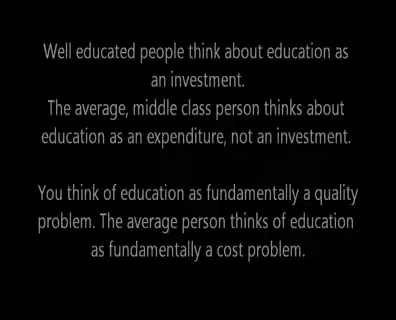 Well educated people think about education as
an investment.
The average, middle class person thinks about
education as an expenditure, not an investment.
You think of education as fundamentally a quality
problem. The average person thinks of education
as fundamentally a cost problem.